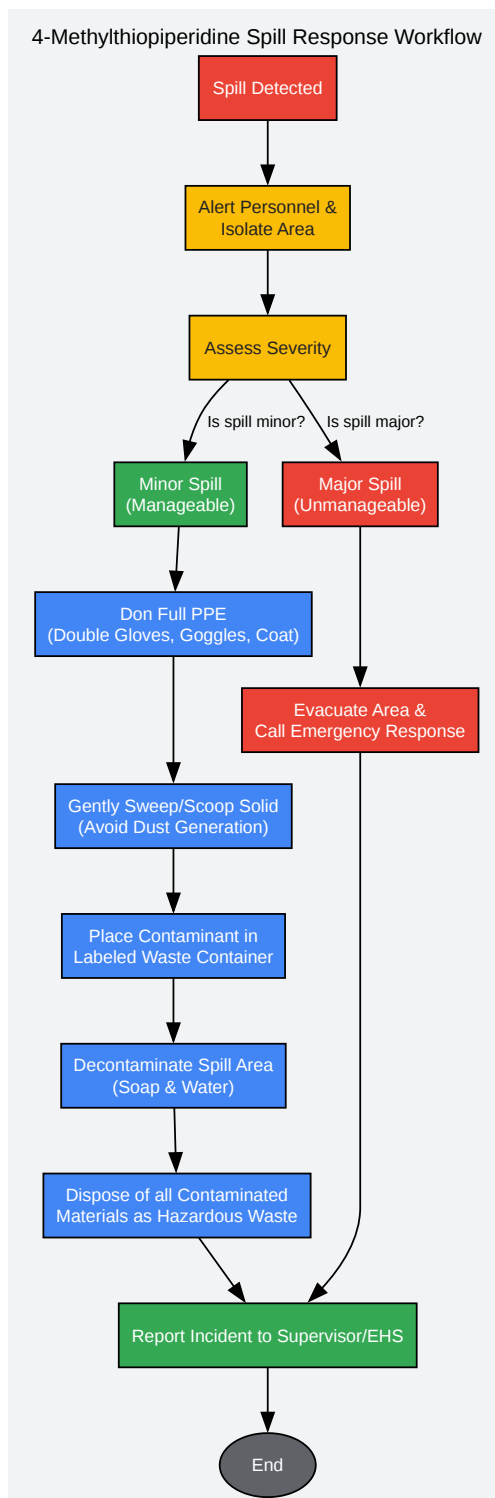 4-Methylthiopiperidine Spill Response Workflow
Spill Detected
Alert Personnel &
Isolate Area
Assess Severity
Is spill minor?
Is spill major?
Minor Spill
(Manageable)
Major Spill
(Unmanageable)
Don Full PPE
(Double Gloves, Goggles, Coat)
Evacuate Area &
Call Emergency Response
Gently Sweep/Scoop Solid
(Avoid Dust Generation)
Place Contaminant in
Labeled Waste Container
Decontaminate Spill Area
(Soap & Water)
Dispose of all Contaminated
Materials as Hazardous Waste
Report Incident to Supervisor/EHS
End